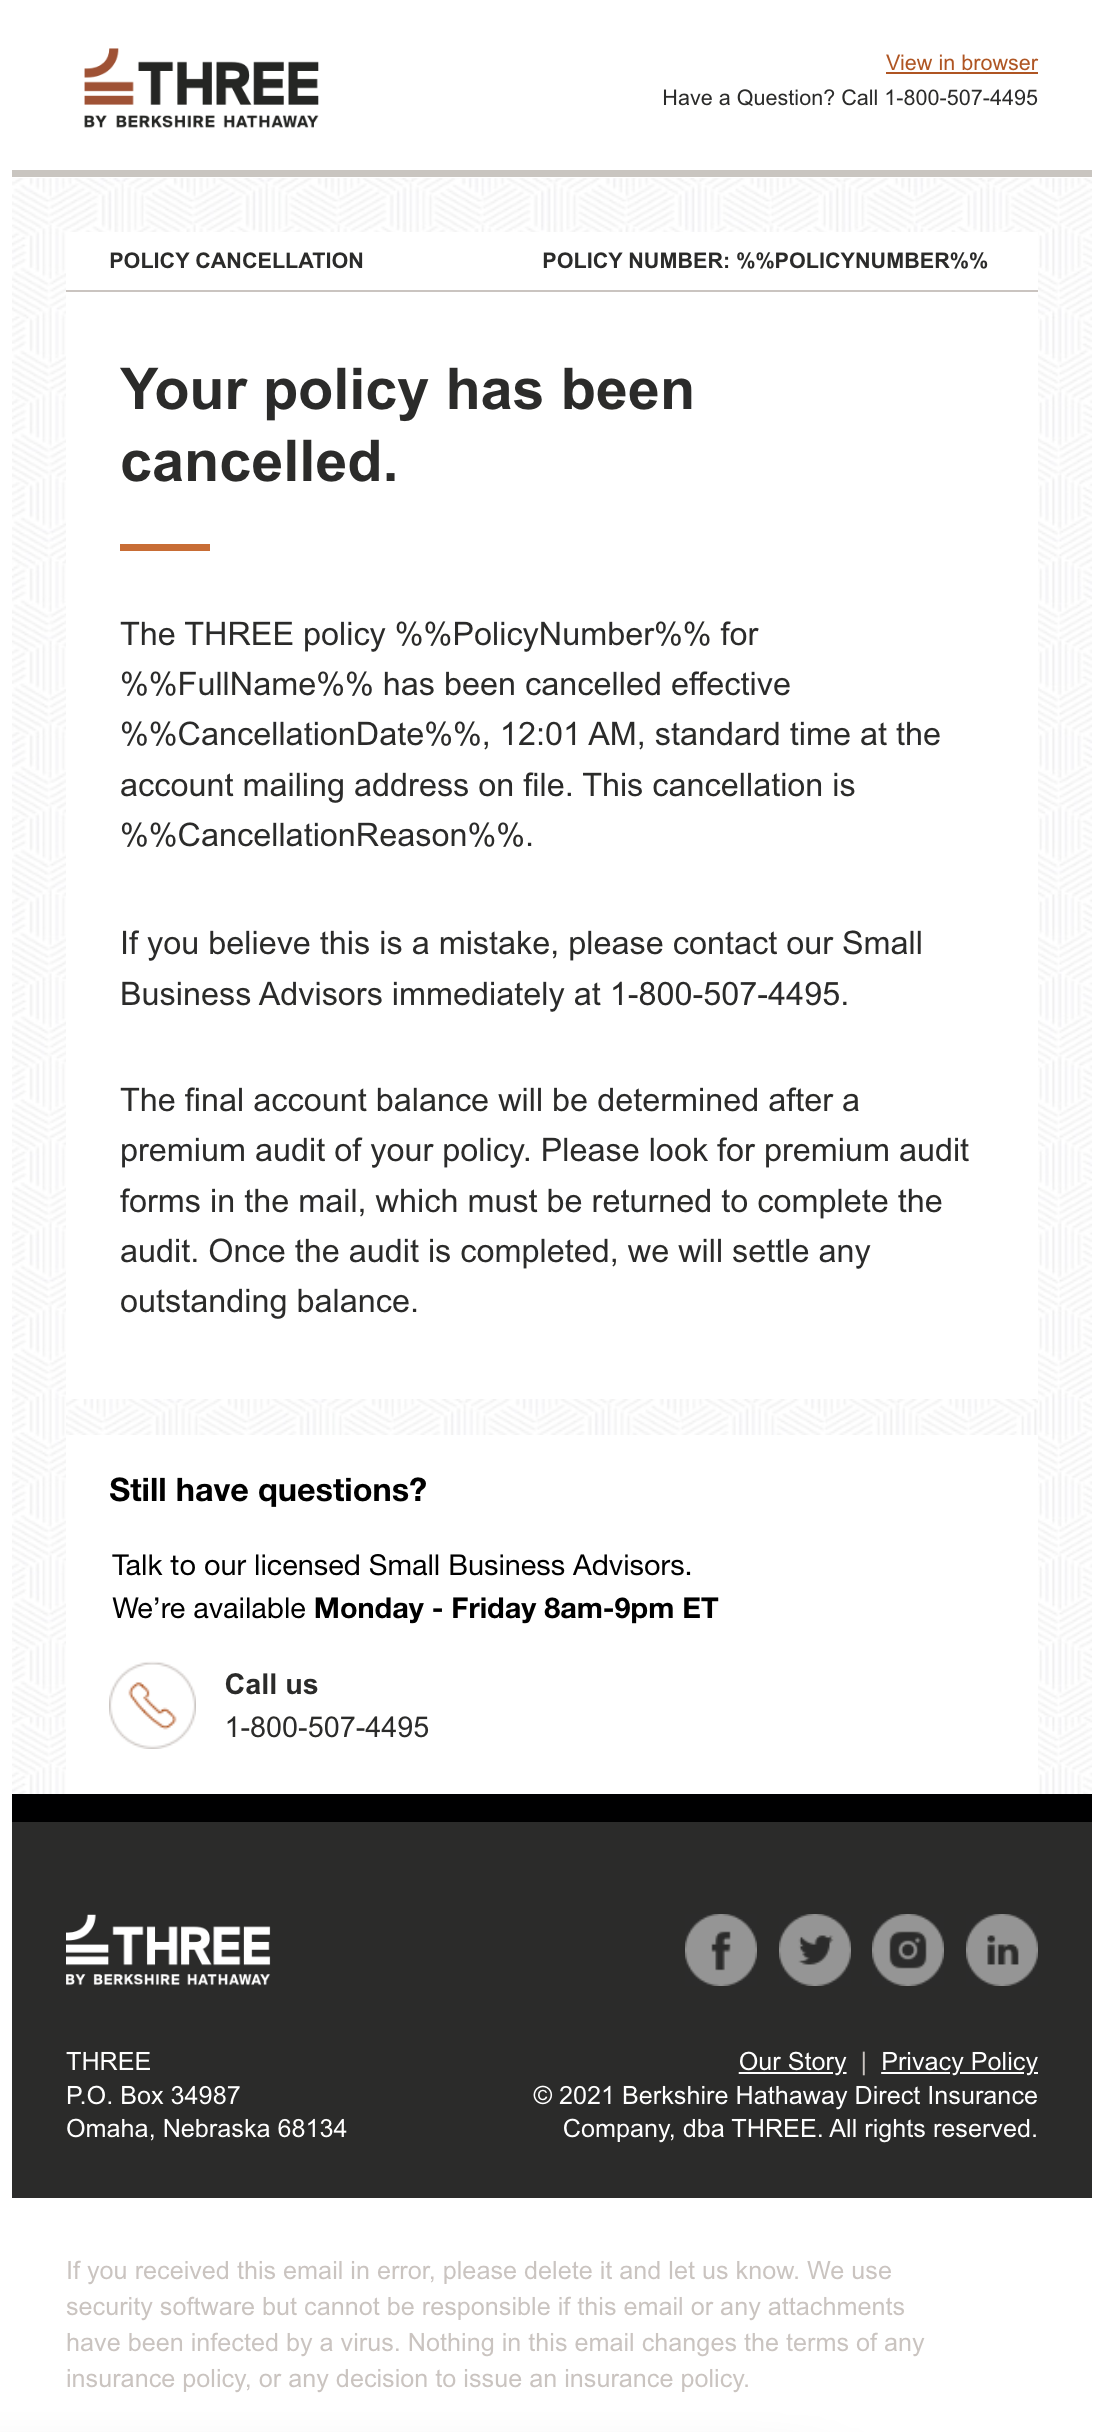 THREE
BY BERKSHIRE HATHAWAY
View in browser
Have a Question? Call 1-800-507-4495
POLICY CANCELLATION
POLICY NUMBER: %%POLICYNUMBER%%
Your policy has been
cancelled.
The THREE policy %%PolicyNumber%% for
%%FullName%% has been cancelled effective
%%CancellationDate%%, 12:01 AM, standard time at the
account mailing address on file. This cancellation is
%%CancellationReason%%.
If you believe this is a mistake, please contact our Small
Business Advisors immediately at 1-800-507-4495.
The final account balance will be determined after a
premium audit of your policy. Please look for premium audit
forms in the mail, which must be returned to complete the
audit. Once the audit is completed, we will settle any
outstanding balance.
Still have questions?
Talk to our licensed Small Business Advisors.
We're available Monday - Friday 8am-9pm ET
Call us
1-800-507-4495
THREE
BY BERKSHIRE HATHAWAY
THREE
P.O. Box 34987
Omaha, Nebraska 68134
Our Story | Privacy Policy
© 2021 Berkshire Hathaway Direct Insurance
Company, dba THREE. All rights reserved.
If you received this email in error, please delete it and let us know. We use
security software but cannot be responsible if this email or any attachments
have been infected by a virus. Nothing in this email changes the terms of any
insurance policy, or any decision to issue an insurance policy.